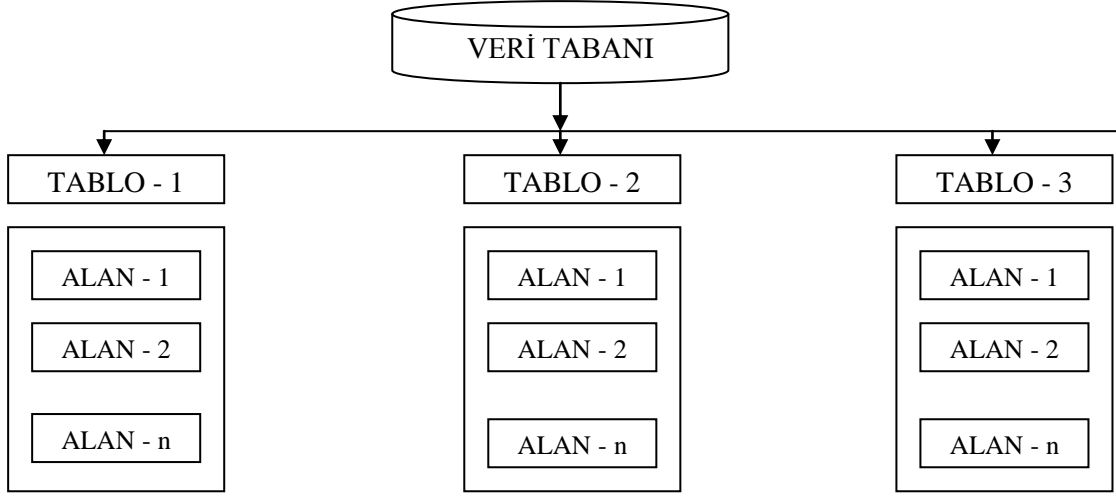 VERİ TABANI
TABLO - 1
TABLO - 2
TABLO - 3
ALAN - 1
ALAN - 2
ALAN - n
ALAN - 1
ALAN - 2
ALAN - n
ALAN - 1
ALAN - 2
ALAN - n